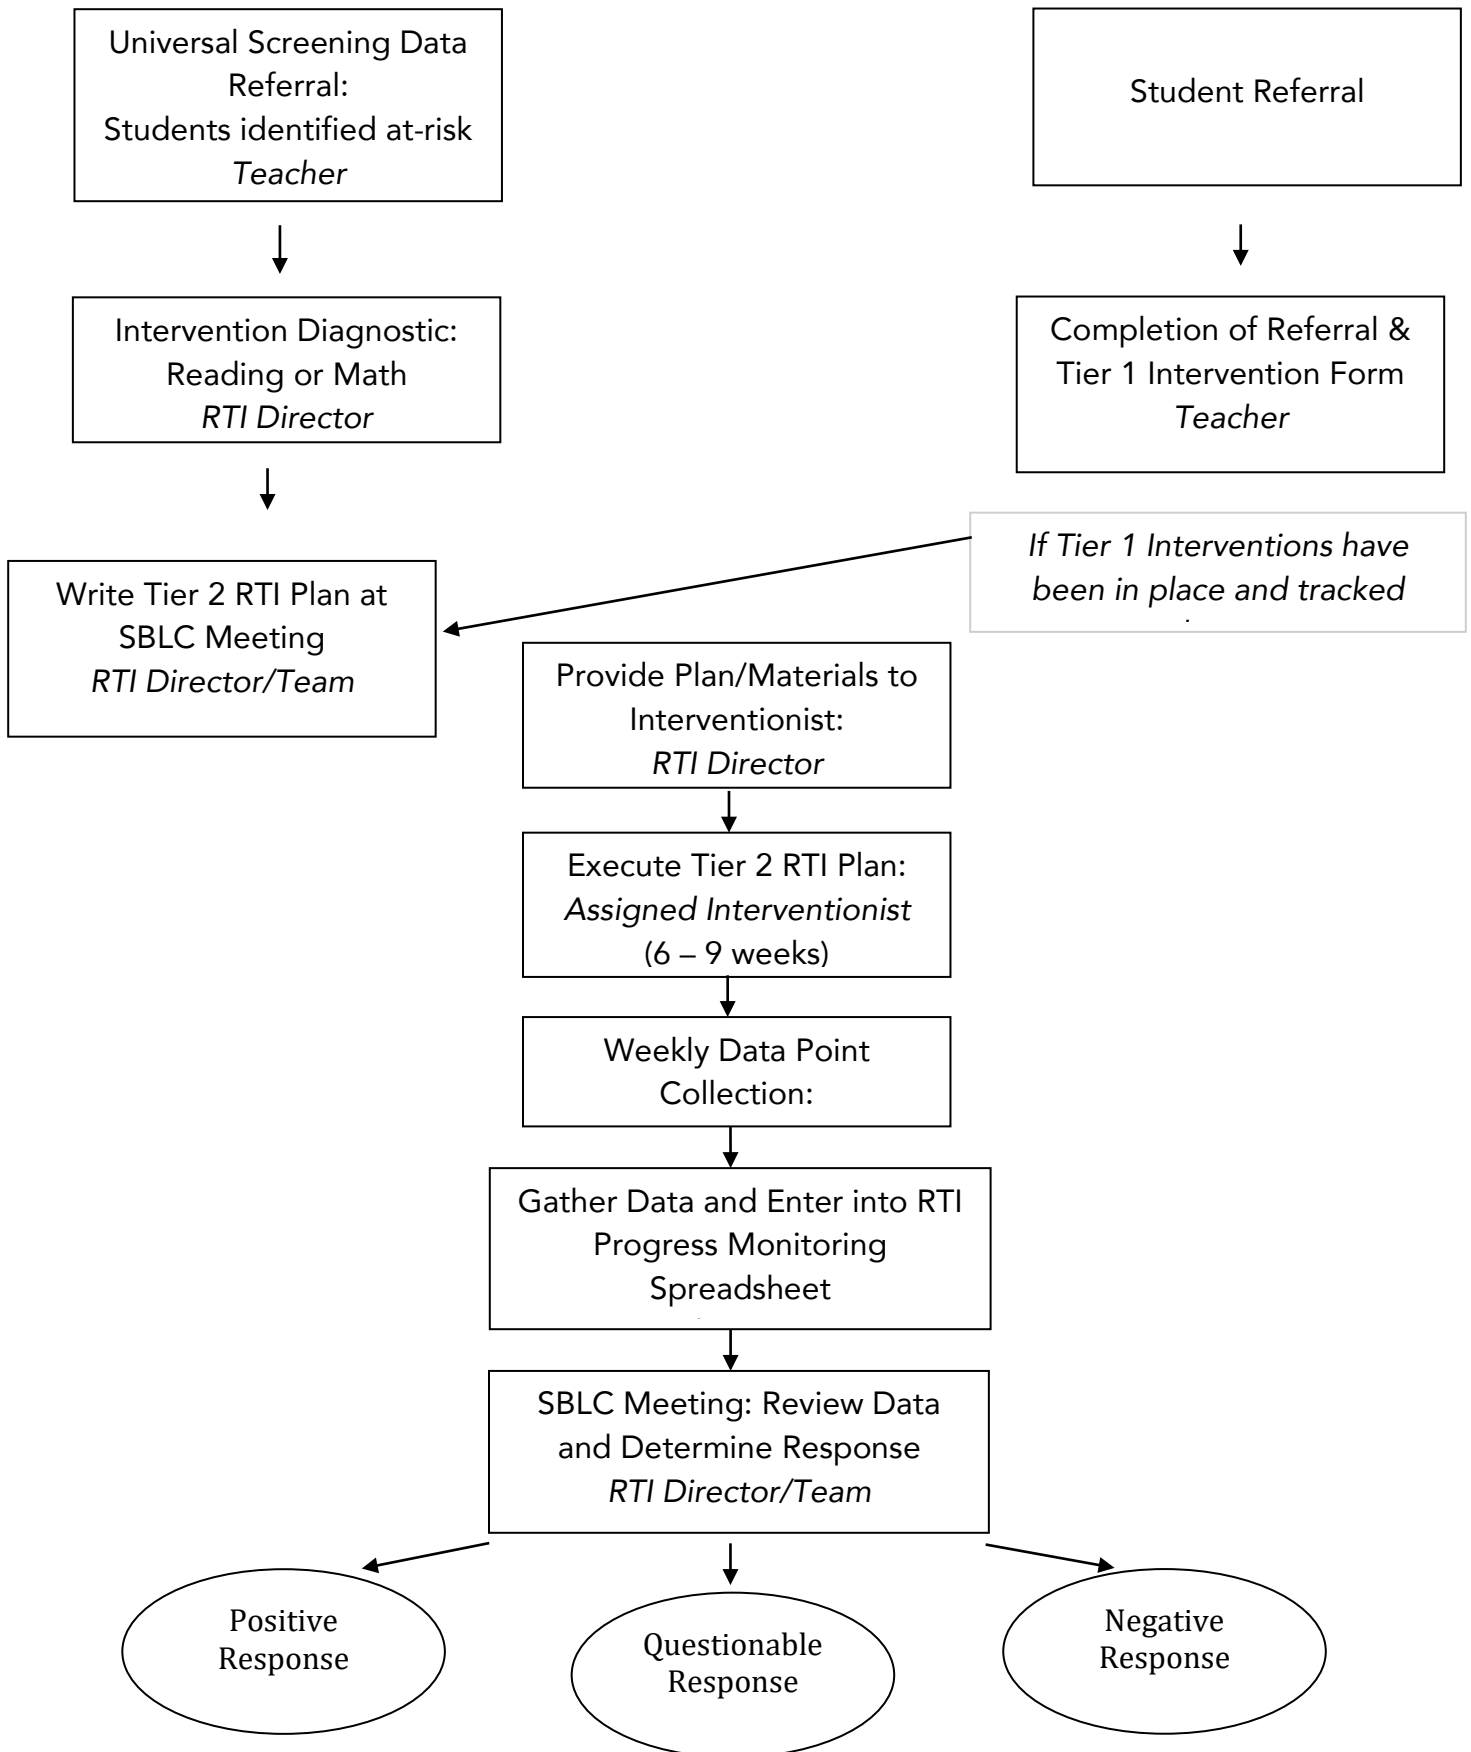 Universal Screening Data
Referral:
Students identified at-risk
Teacher
Student Referral
Intervention Diagnostic:
Reading or Math
RTI Director
Completion of Referral &
Tier 1 Intervention Form
Teacher
If Tier 1 Interventions have
been in place and tracked
Write Tier 2 RTI Plan at
SBLC Meeting
RTI Director/Team
Provide Plan/Materials to
Interventionist:
RTI Director
Execute Tier 2 RTI Plan:
Assigned Interventionist
(6 – 9 weeks)
Weekly Data Point
Collection:
Gather Data and Enter into RTI
Progress Monitoring
Spreadsheet
SBLC Meeting: Review Data
and Determine Response
RTI Director/Team
Positive
Response
Questionable
Response
Negative
Response